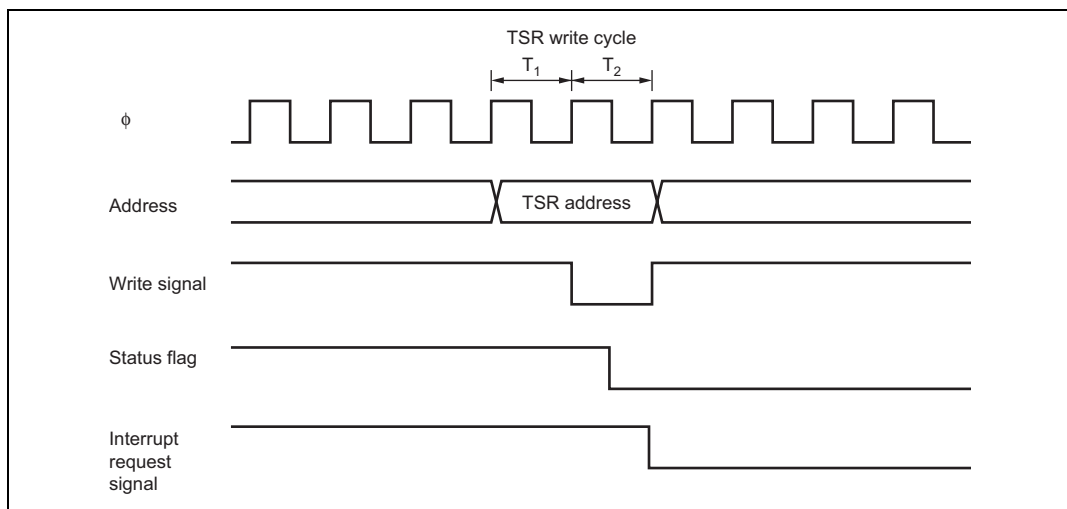 TSR write cycle
T₁ T₂
ϕ
Address
TSR address
Write signal
Status flag
Interrupt
request
signal